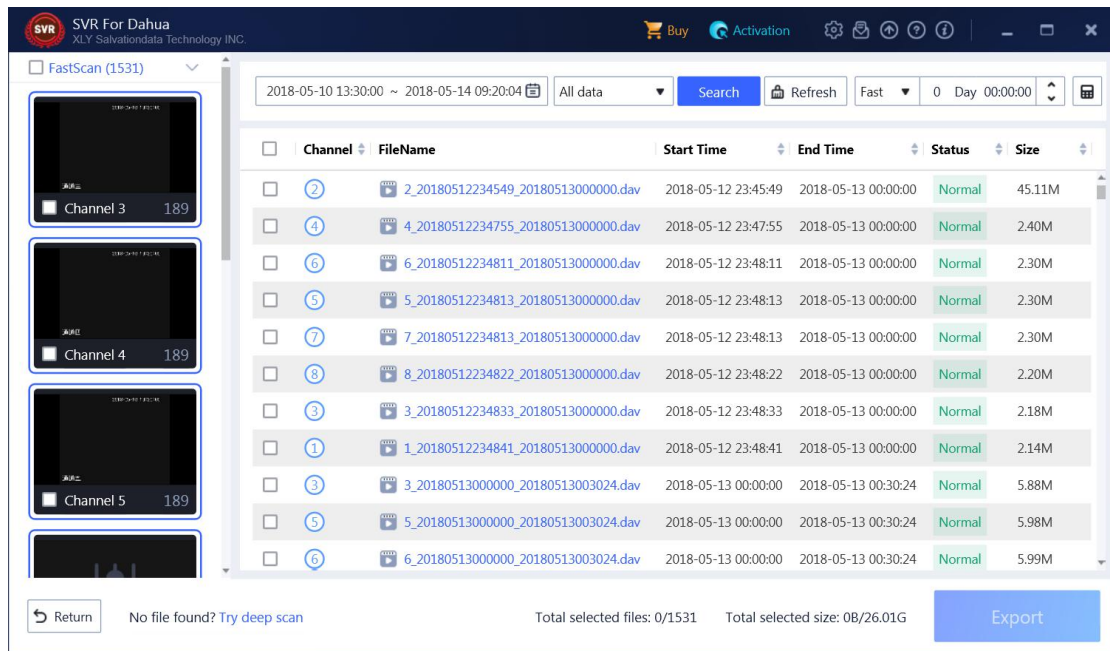 SVR
SVR For Dahua
XLY Salvationdata Technology INC.
Buy
Activation
FastScan (1531)
Channel 3 189
Channel 4 189
Channel 5 189
2018-05-10 13:30:00 ~ 2018-05-14 09:20:04 All data Search Refresh Fast 0 Day 00:00:00
Channel FileName Start Time End Time Status Size
2 2_20180512234549_20180513000000.dav 2018-05-12 23:45:49 2018-05-13 00:00:00 Normal 45.11M
4 4_20180512234755_20180513000000.dav 2018-05-12 23:47:55 2018-05-13 00:00:00 Normal 2.40M
6 6_20180512234811_20180513000000.dav 2018-05-12 23:48:11 2018-05-13 00:00:00 Normal 2.30M
5 5_20180512234813_20180513000000.dav 2018-05-12 23:48:13 2018-05-13 00:00:00 Normal 2.30M
7 7_20180512234813_20180513000000.dav 2018-05-12 23:48:13 2018-05-13 00:00:00 Normal 2.30M
8 8_20180512234822_20180513000000.dav 2018-05-12 23:48:22 2018-05-13 00:00:00 Normal 2.20M
3 3_20180512234833_20180513000000.dav 2018-05-12 23:48:33 2018-05-13 00:00:00 Normal 2.18M
1 1_20180512234841_20180513000000.dav 2018-05-12 23:48:41 2018-05-13 00:00:00 Normal 2.14M
3 3_20180513000000_20180513003024.dav 2018-05-13 00:00:00 2018-05-13 00:30:24 Normal 5.88M
5 5_20180513000000_20180513003024.dav 2018-05-13 00:00:00 2018-05-13 00:30:24 Normal 5.98M
6 6_20180513000000_20180513003024.dav 2018-05-13 00:00:00 2018-05-13 00:30:24 Normal 5.99M
Return No file found? Try deep scan Total selected files: 0/1531 Total selected size: 0B/26.01G Export